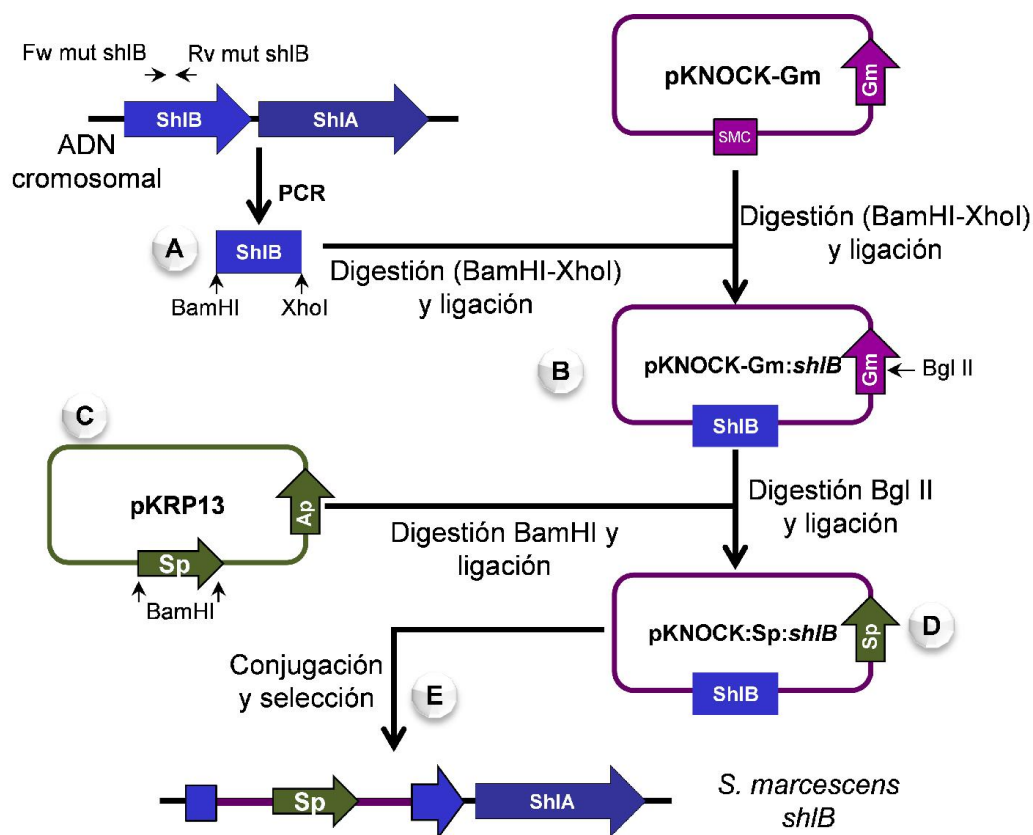 Fw mut shlB
Rv mut shlB
ShlB
ShlA
ADN
cromosomal
PCR
A
ShlB
BamHI
XhoI
Digestión (BamHI-XhoI)
y ligación
pKNOCK-Gm
Gm
SMC
Digestión (BamHI-XhoI)
y ligación
B
pKNOCK-Gm:shlB
Gm
Bgl II
ShlB
C
pKRP13
Ap
Sp
BamHI
Digestión BamHI y
ligación
Digestión Bgl II
y ligación
pKNOCK:Sp:shlB
Sp
D
ShlB
Conjugación
y selección
E
Sp
ShlA
S. marcescens
shlB